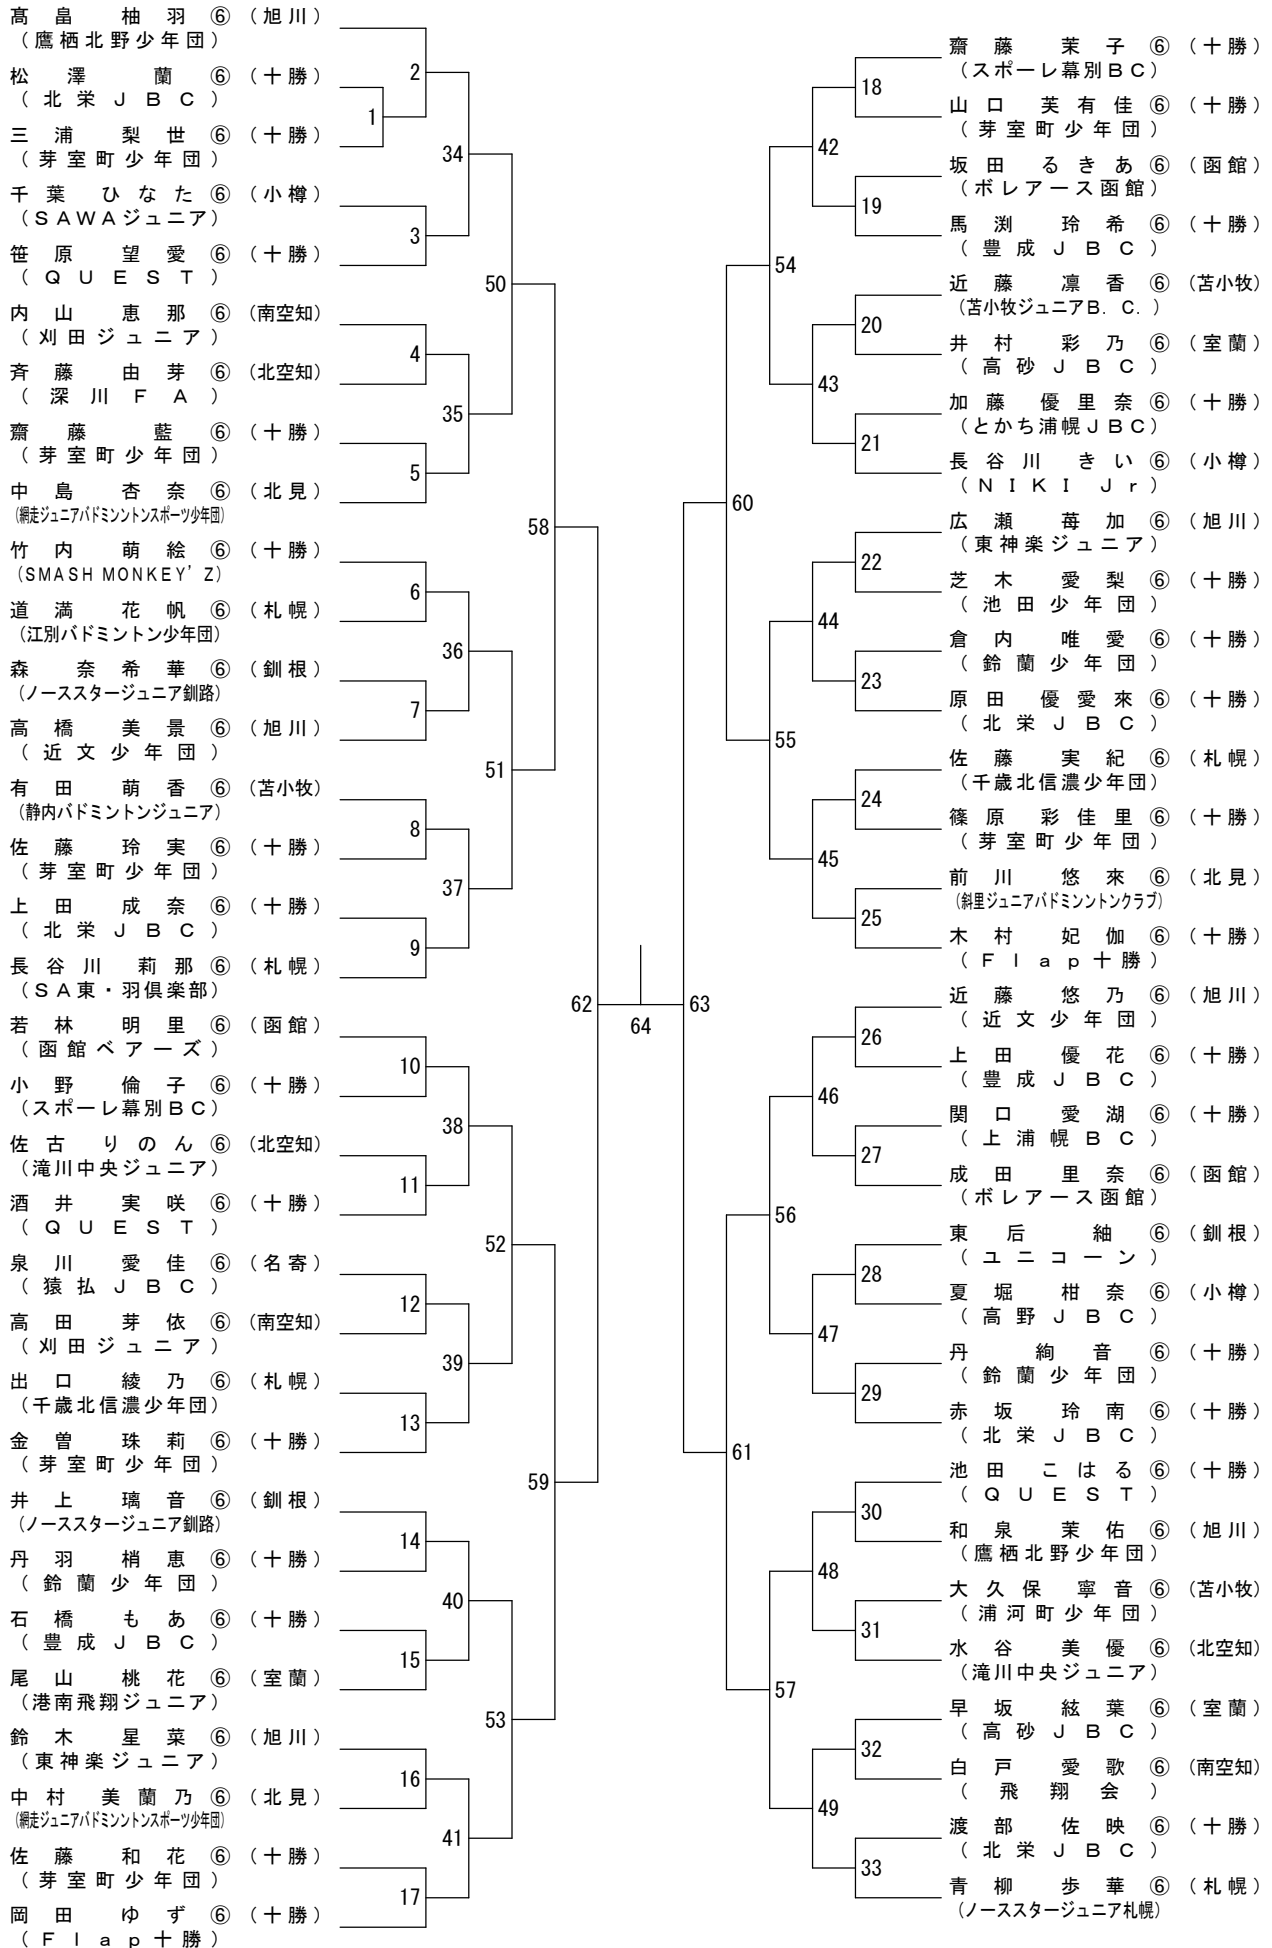 髙畠 柚羽⑥(旭川)
(鷹栖北野少年団)
松澤 蘭⑥(十勝)
(北栄JBC)
三浦 梨世⑥(十勝)
(芽室町少年団)
千葉 ひなた⑥(小樽)
(SAWAジュニア)
笹原 望愛⑥(十勝)
(QUEST)
内山 恵那⑥(南空知)
(刈田ジュニア)
斉藤 由芽⑥(北空知)
(深川FA)
齋藤 藍⑥(十勝)
(芽室町少年団)
中島 杏奈⑥(北見)
(網走ジュニアバドミンントンスポーツ少年団)
竹内 萌絵⑥(十勝)
(SMASH MONKEY'Z)
道満 花帆⑥(札幌)
(江別バドミントン少年団)
森 奈希華⑥(釧根)
(ノーススタージュニア釧路)
高橋 美景⑥(旭川)
(近文少年団)
有田 萌香⑥(苫小牧)
(静内バドミントンジュニア)
佐藤 玲実⑥(十勝)
(芽室町少年団)
上田 成奈⑥(十勝)
(北栄JBC)
長谷川 莉那⑥(札幌)
(SA東・羽倶楽部)
若林 明里⑥(函館)
(函館ベアーズ)
小野 倫子⑥(十勝)
(スポーレ幕別BC)
佐古 りのん⑥(北空知)
(滝川中央ジュニア)
酒井 実咲⑥(十勝)
(QUEST)
泉川 愛佳⑥(名寄)
(猿払JBC)
高田 芽依⑥(南空知)
(刈田ジュニア)
出口 綾乃⑥(札幌)
(千歳北信濃少年団)
金曽 珠莉⑥(十勝)
(芽室町少年団)
井上 璃音⑥(釧根)
(ノーススタージュニア釧路)
丹羽 梢恵⑥(十勝)
(鈴蘭少年団)
石橋 もあ⑥(十勝)
(豊成JBC)
尾山 桃花⑥(室蘭)
(港南飛翔ジュニア)
鈴木 星菜⑥(旭川)
(東神楽ジュニア)
中村 美蘭乃⑥(北見)
(網走ジュニアバドミンントンスポーツ少年団)
佐藤 和花⑥(十勝)
(芽室町少年団)
岡田 ゆず⑥(十勝)
(Flap十勝)
1
2
3
4
5
6
7
8
9
10
11
12
13
14
15
16
17
34
35
36
37
38
39
40
41
50
51
52
53
58
59
62
64
63
60
61
54
55
56
57
42
43
44
45
46
47
48
49
18
19
20
21
22
23
24
25
26
27
28
29
30
31
32
33
齋藤 茉子⑥(十勝)
(スポーレ幕別BC)
山口 芙有佳⑥(十勝)
(芽室町少年団)
坂田 るきあ⑥(函館)
(ボレアース函館)
馬渕 玲希⑥(十勝)
(豊成JBC)
近藤 凛香⑥(苫小牧)
(苫小牧ジュニアB.C.)
井村 彩乃⑥(室蘭)
(高砂JBC)
加藤 優里奈⑥(十勝)
(とかち浦幌JBC)
長谷川 きい⑥(小樽)
(NIKI Jr)
広瀬 苺加⑥(旭川)
(東神楽ジュニア)
芝木 愛梨⑥(十勝)
(池田少年団)
倉内 唯愛⑥(十勝)
(鈴蘭少年団)
原田 優愛來⑥(十勝)
(北栄JBC)
佐藤 実紀⑥(札幌)
(千歳北信濃少年団)
篠原 彩佳里⑥(十勝)
(芽室町少年団)
前川 悠來⑥(北見)
(斜里ジュニアバドミンントンクラブ)
木村 妃伽⑥(十勝)
(Flap十勝)
近藤 悠乃⑥(旭川)
(近文少年団)
上田 優花⑥(十勝)
(豊成JBC)
関口 愛湖⑥(十勝)
(上浦幌BC)
成田 里奈⑥(函館)
(ボレアース函館)
東后 紬⑥(釧根)
(ユニコーン)
夏堀 柑奈⑥(小樽)
(高野JBC)
丹 絢音⑥(十勝)
(鈴蘭少年団)
赤坂 玲南⑥(十勝)
(北栄JBC)
池田 こはる⑥(十勝)
(QUEST)
和泉 茉佑⑥(旭川)
(鷹栖北野少年団)
大久保 寧音⑥(苫小牧)
(浦河町少年団)
水谷 美優⑥(北空知)
(滝川中央ジュニア)
早坂 絃葉⑥(室蘭)
(高砂JBC)
白戸 愛歌⑥(南空知)
(飛翔会)
渡部 佐映⑥(十勝)
(北栄JBC)
青柳 歩華⑥(札幌)
(ノーススタージュニア札幌)